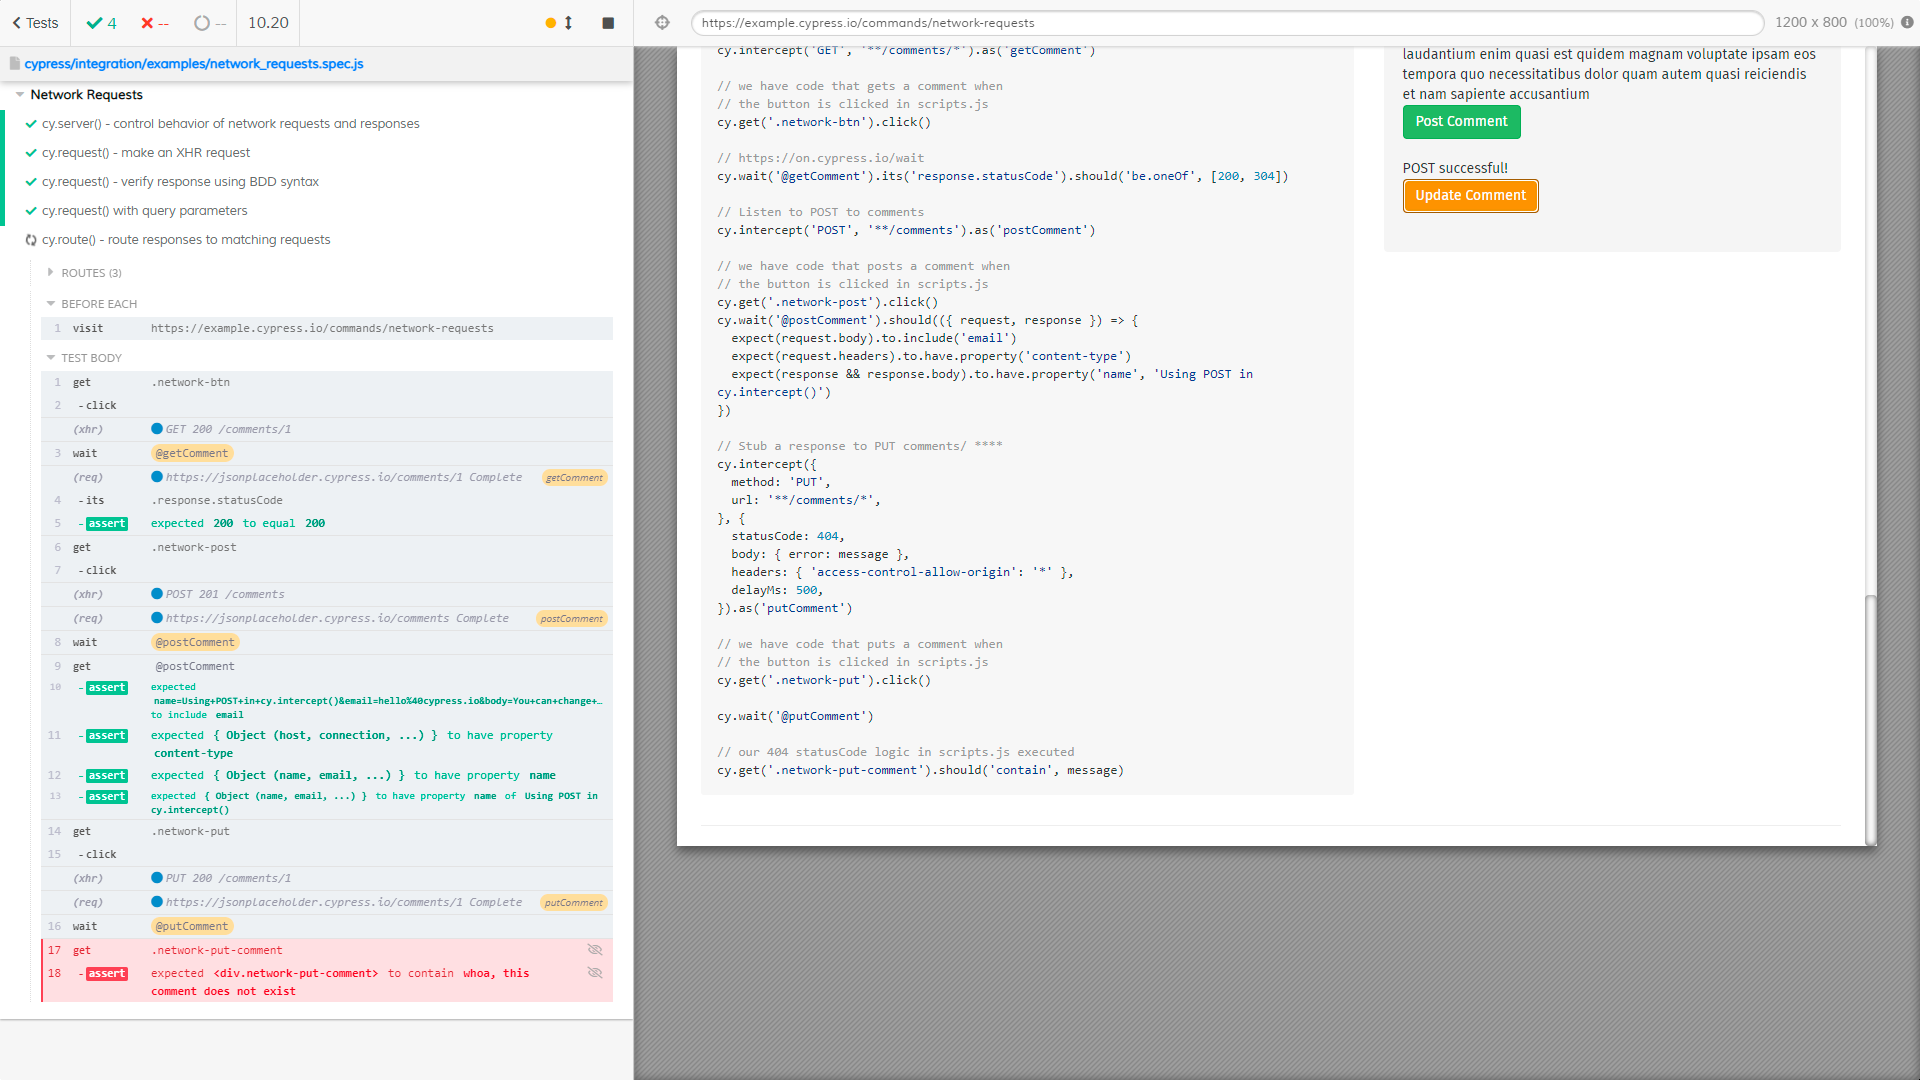 Tests
4
--
--
10.20
https://example.cypress.io/commands/network-requests
1200 x 800 (100%)
cypress/integration/examples/network_requests.spec.js
Network Requests
cy.server() - control behavior of network requests and responses
cy.request() - make an XHR request
cy.request() - verify response using BDD syntax
cy.request() with query parameters
cy.route() - route responses to matching requests
ROUTES (3)
BEFORE EACH
1 visit https://example.cypress.io/commands/network-requests
TEST BODY
1 get .network-btn
2 - click
(xhr) GET 200 /comments/1
3 wait @getComment
(req) https://jsonplaceholder.cypress.io/comments/1 Complete getComment
4 - its .response.statusCode
5 - assert expected 200 to equal 200
6 get .network-post
7 - click
(xhr) POST 201 /comments
(req) https://jsonplaceholder.cypress.io/comments Complete postComment
8 wait @postComment
9 get @postComment
10 - assert expected
name=Using+POST+in+cy.intercept()&email=hello%40cypress.io&body=You+can+change+…
to include email
11 - assert expected { Object (host, connection, ...) } to have property
content-type
12 - assert expected { Object (name, email, ...) } to have property name
13 - assert expected { Object (name, email, ...) } to have property name of Using POST in
cy.intercept()
14 get .network-put
15 - click
(xhr) PUT 200 /comments/1
(req) https://jsonplaceholder.cypress.io/comments/1 Complete putComment
16 wait @putComment
17 get .network-put-comment
18 - assert expected <div.network-put-comment> to contain whoa, this
comment does not exist
cy.intercept('GET', '**/comments/*').as('getComment')
// we have code that gets a comment when
// the button is clicked in scripts.js
cy.get('.network-btn').click()
// https://on.cypress.io/wait
cy.wait('@getComment').its('response.statusCode').should('be.oneOf', [200, 304])
// Listen to POST to comments
cy.intercept('POST', '**/comments').as('postComment')
// we have code that posts a comment when
// the button is clicked in scripts.js
cy.get('.network-post').click()
cy.wait('@postComment').should(({ request, response }) => {
expect(request.body).to.include('email')
expect(request.headers).to.have.property('content-type')
expect(response && response.body).to.have.property('name', 'Using POST in
cy.intercept()')
})
// Stub a response to PUT comments/ ****
cy.intercept({
method: 'PUT',
url: '**/comments/*',
}, {
statusCode: 404,
body: { error: message },
headers: { 'access-control-allow-origin': '*' },
delayMs: 500,
}).as('putComment')
// we have code that puts a comment when
// the button is clicked in scripts.js
cy.get('.network-put').click()
cy.wait('@putComment')
// our 404 statusCode logic in scripts.js executed
cy.get('.network-put-comment').should('contain', message)
laudantium enim quasi est quidem magnam voluptate ipsam eos
tempora quo necessitatibus dolor quam autem quasi reiciendis
et nam sapiente accusantium
Post Comment
POST successful!
Update Comment